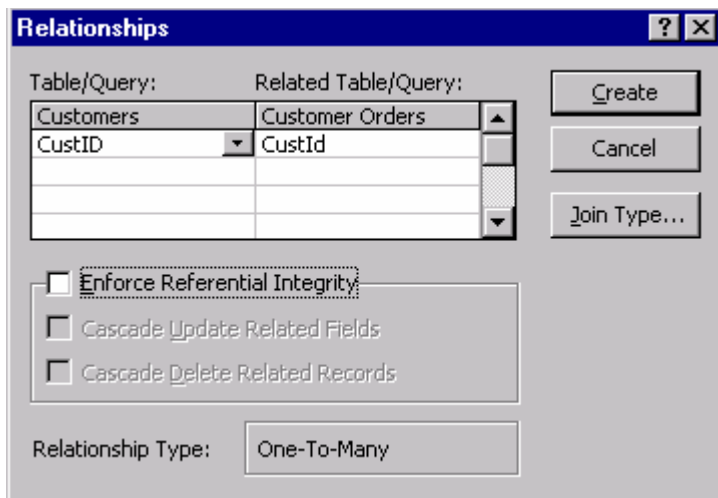 Relationships
Table/Query: Related Table/Query:
Customers Customer Orders
CustID CustId
Create
Cancel
Join Type...
Enforce Referential Integrity
Cascade Update Related Fields
Cascade Delete Related Records
Relationship Type: One-To-Many